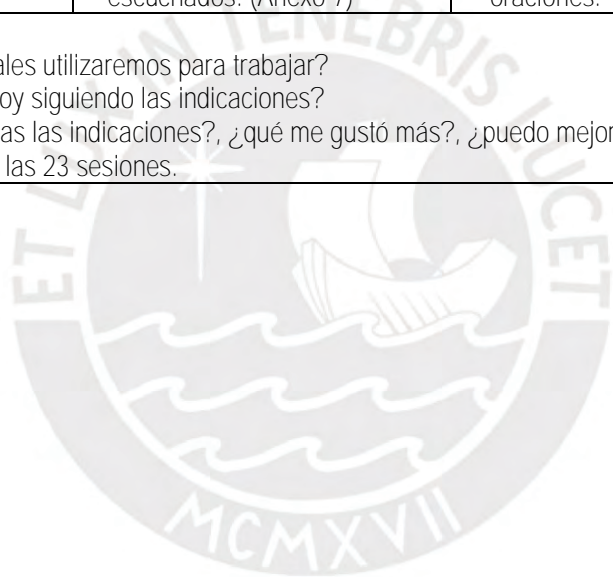 escuchados. (Anexo 7)
oraciones.
ales utilizaremos para trabajar?
oy siguiendo las indicaciones?
as las indicaciones?, ¿qué me gustó más?, ¿puedo mejor
las 23 sesiones.
ET LUX IN TENEBRIS LUCET
MCMXVII